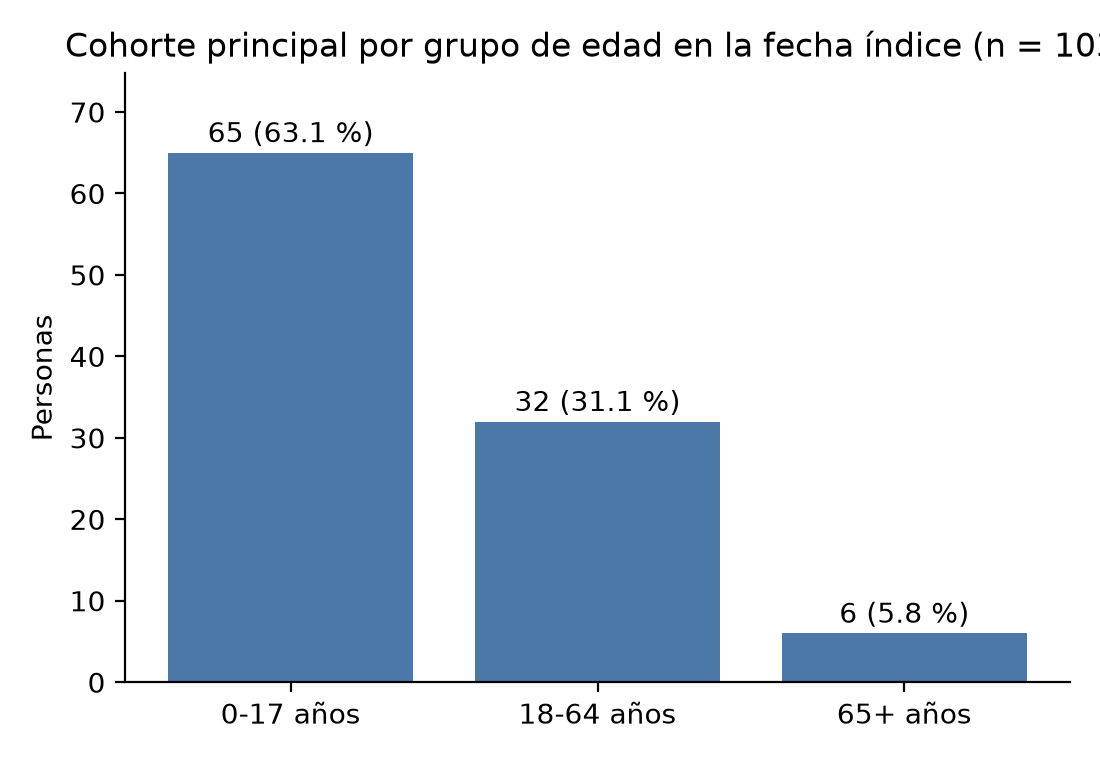 Cohorte principal por grupo de edad en la fecha índice (n = 10
70
60
50
40
30
20
10
0
Personas
65 (63.1 %)
32 (31.1 %)
6 (5.8 %)
0-17 años
18-64 años
65+ años